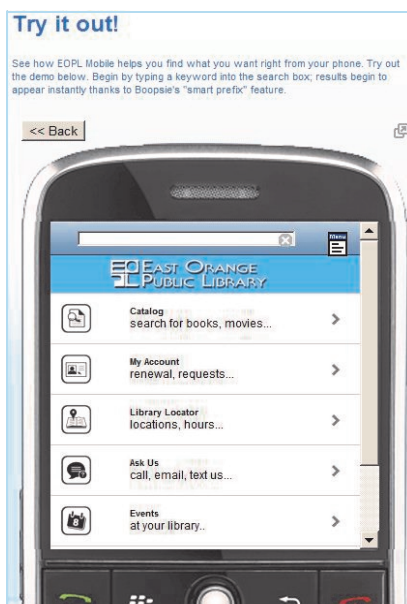 Try it out!
See how EOPL Mobile helps you find what you want right from your phone. Try out
the demo below. Begin by typing a keyword into the search box; results begin to
appear instantly thanks to Boopsie's "smart prefix" feature.
<< Back
Menu
EOPL EAST ORANGE
PUBLIC LIBRARY
Catalog
search for books, movies...
My Account
renewal, requests...
Library Locator
locations, hours...
Ask Us
call, email, text us...
Events
8
at your library..